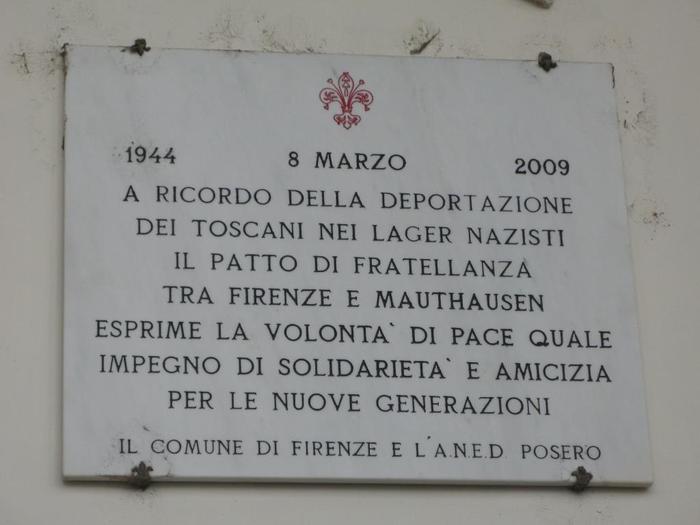 1944 8 MARZO 2009
A RICORDO DELLA DEPORTAZIONE
DEI TOSCANI NEI LAGER NAZISTI
IL PATTO DI FRATELLANZA
TRA FIRENZE E MAUTHAUSEN
ESPRIME LA VOLONTA` DI PACE QUALE
IMPEGNO DI SOLIDARIETA` E AMICIZIA
PER LE NUOVE GENERAZIONI
IL COMUNE DI FIRENZE E L'A.N.E.D. POSERO